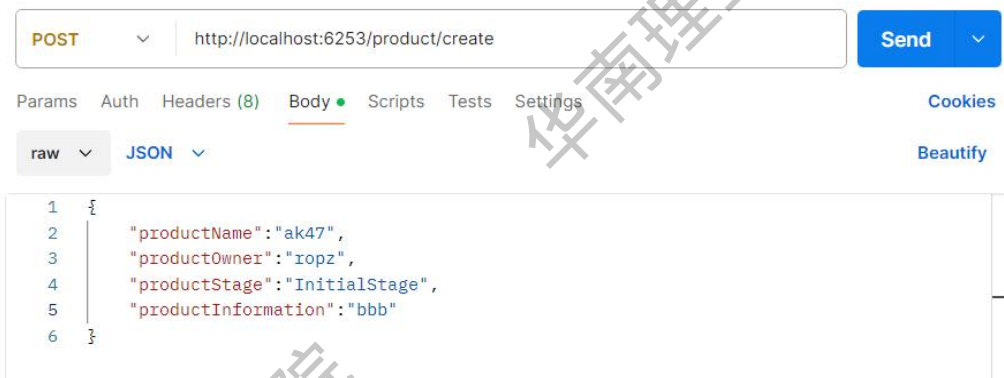 POST http://localhost:6253/product/create Send
Params Auth Headers (8) Body Scripts Tests Settings Cookies
raw JSON Beautify
1 {
2 "productName":"ak47",
3 "productOwner":"ropz",
4 "productStage":"InitialStage",
5 "productInformation":"bbb"
6 }
华南理
院